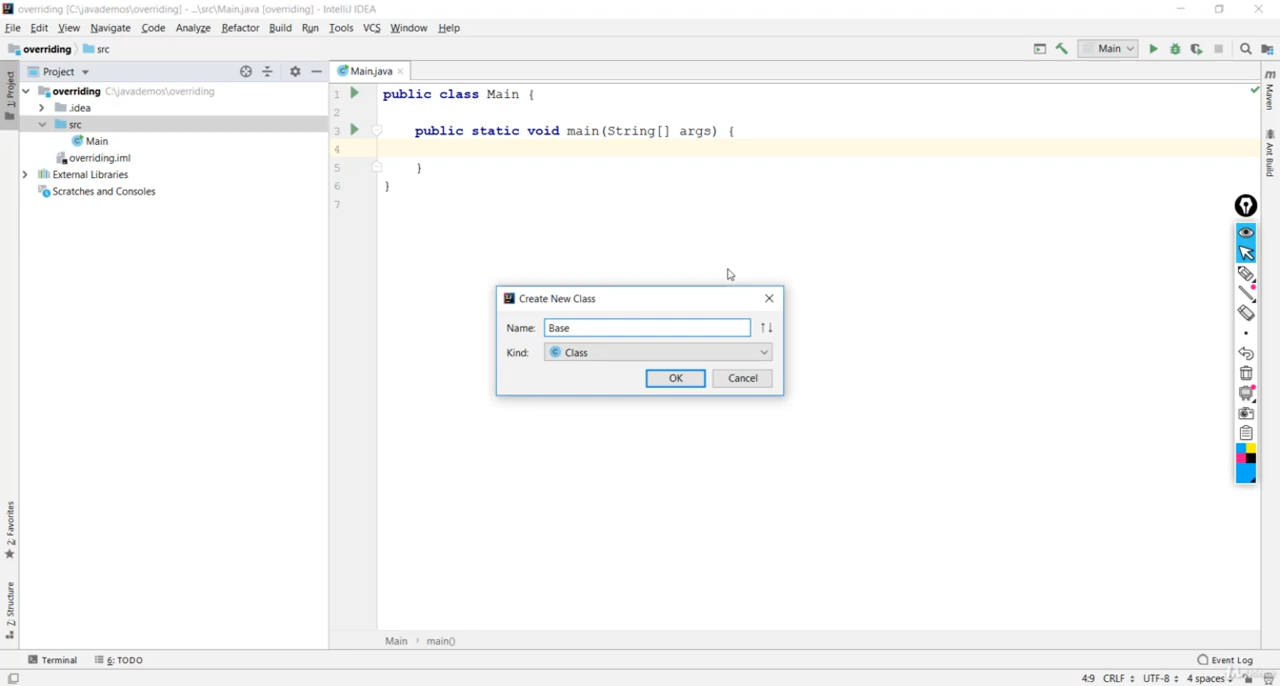 overriding [C:\javademos\overriding] - ...\src\Main.java [overriding] - IntelliJ IDEA
File Edit View Navigate Code Analyze Refactor Build Run Tools VCS Window Help
overriding src Main
Project Main.java
1: Project
overriding C:\javademos\overriding
.idea
src
Main
overriding.iml
External Libraries
Scratches and Consoles
1 public class Main {
2
3 public static void main(String[] args) {
4
5 }
6 }
7
Maven
Ant Build
Create New Class
Name: Base
Kind: Class
OK Cancel
2: Favorites
Z: Structure
Main › main()
Terminal 6: TODO Event Log
4:9 CRLF UTF-8 4 spaces